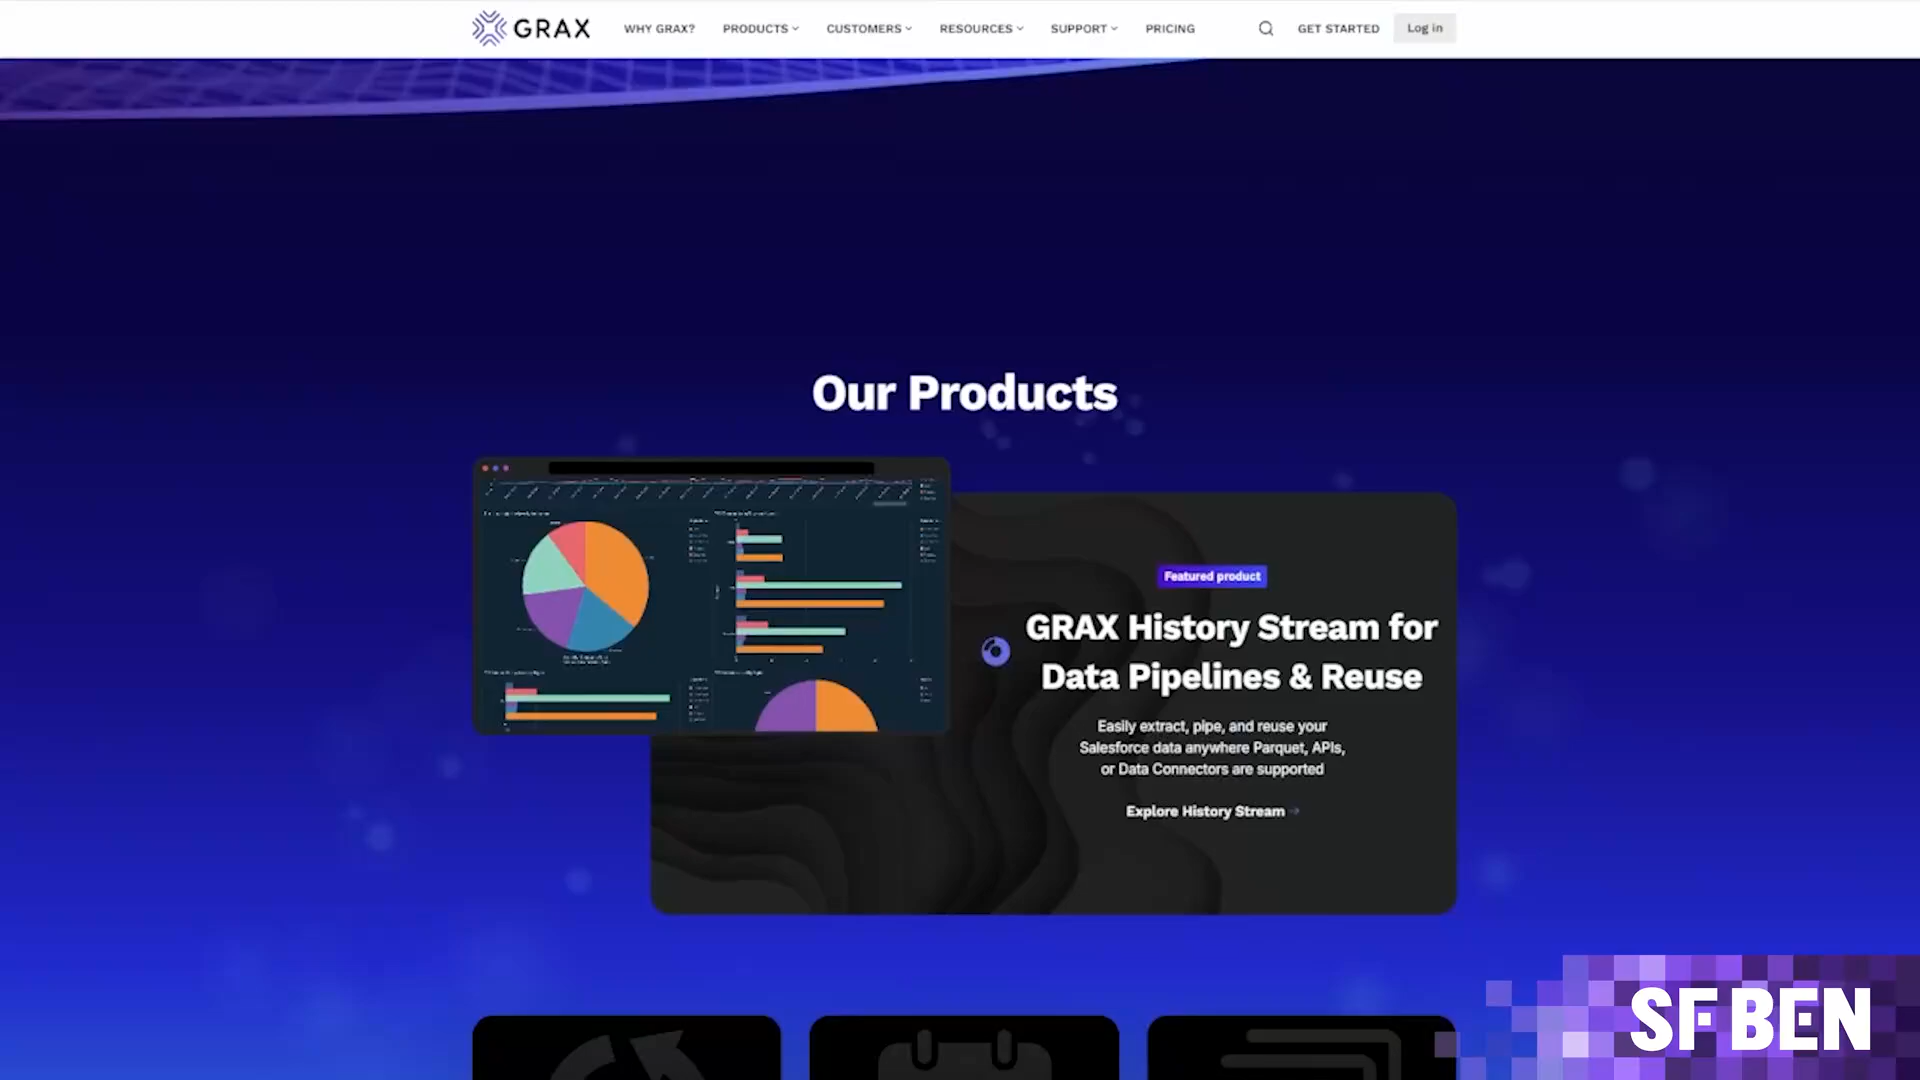 GRAX
WHY GRAX?
PRODUCTS
CUSTOMERS
RESOURCES
SUPPORT
PRICING
GET STARTED
Log in
Our Products
Featured product
GRAX History Stream for
Data Pipelines & Reuse
Easily extract, pipe, and reuse your
Salesforce data anywhere Parquet, APIs,
or Data Connectors are supported
Explore History Stream
SF BEN